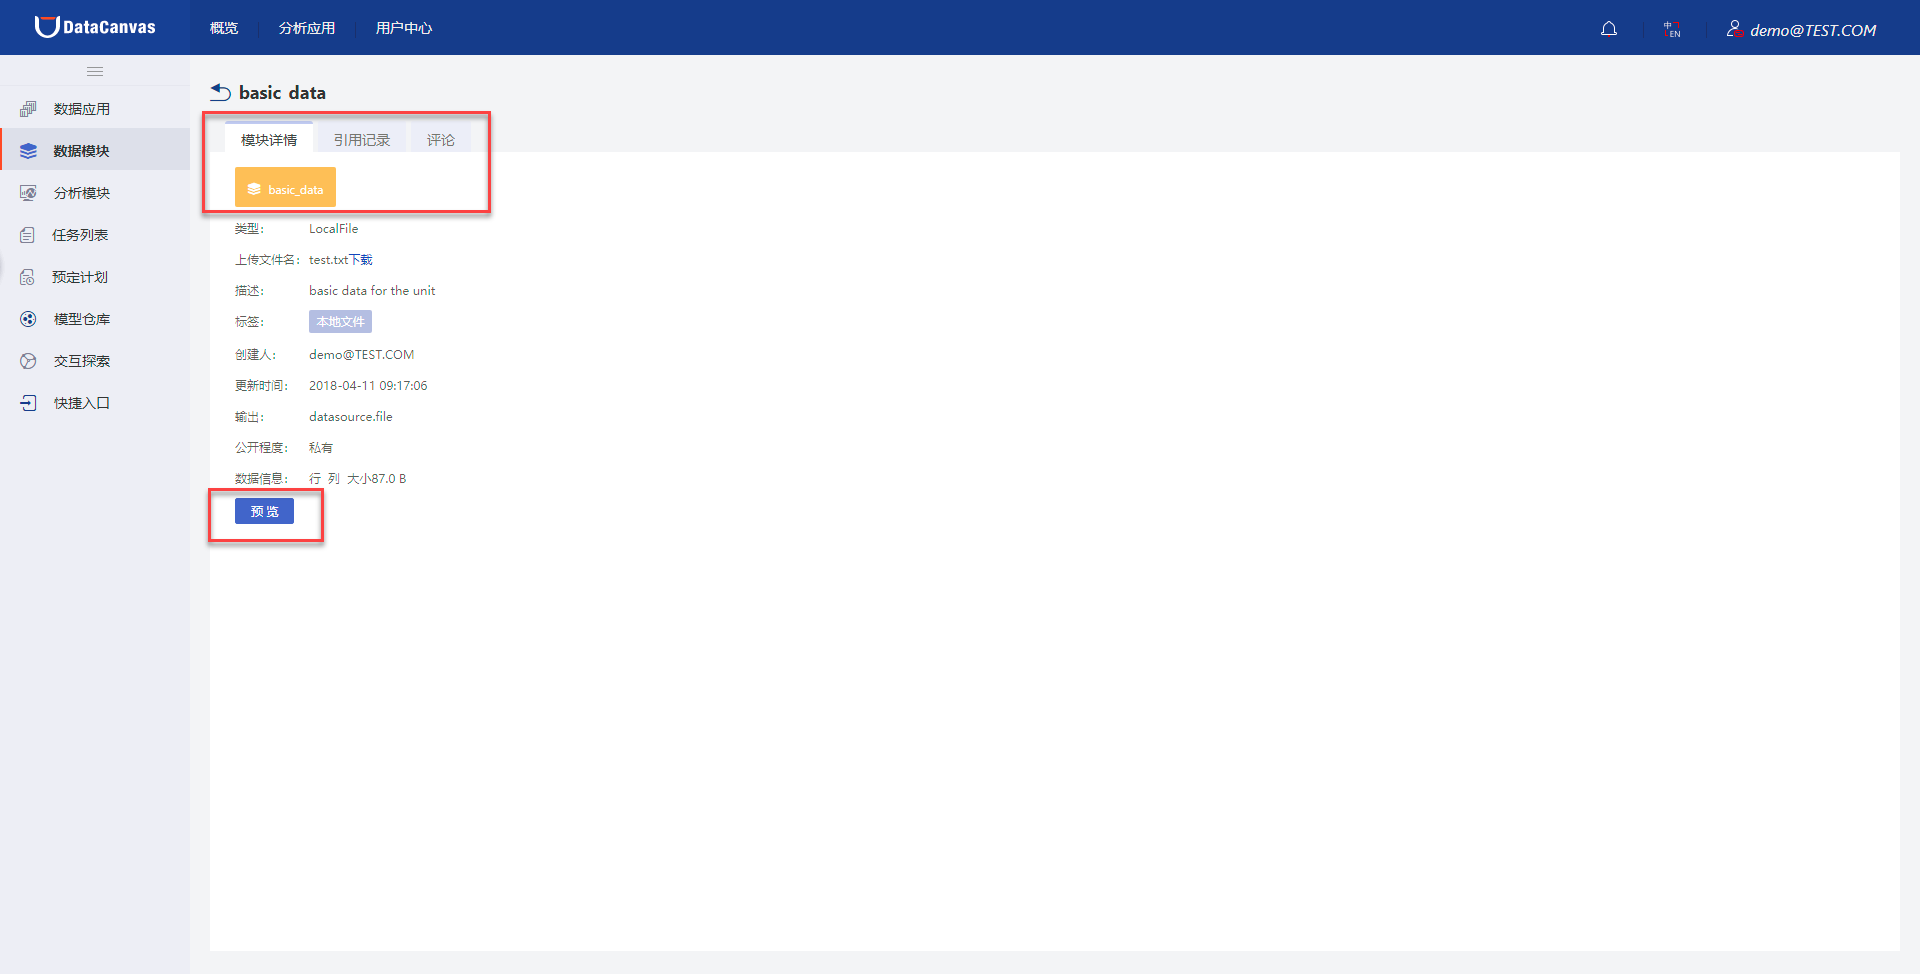 DataCanvas 概览 分析应用 用户中心 中 EN demo@TEST.COM
数据应用
数据模块
分析模块
任务列表
预定计划
模型仓库
交互探索
快捷入口
basic data
模块详情 引用记录 评论
basic_data
类型: LocalFile
上传文件名: test.txt下载
描述: basic data for the unit
标签: 本地文件
创建人: demo@TEST.COM
更新时间: 2018-04-11 09:17:06
输出: datasource.file
公开程度: 私有
数据信息: 行 列 大小87.0 B
预 览